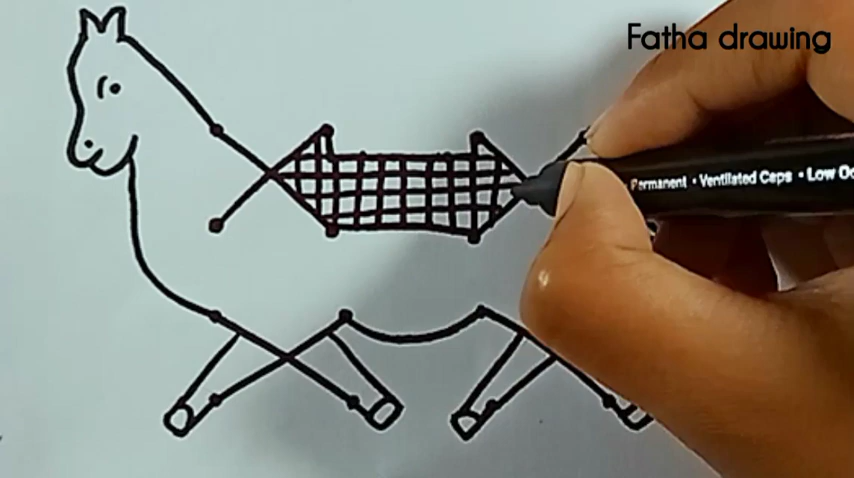 Fatha drawing
Permanent • Ventilated Caps • Low